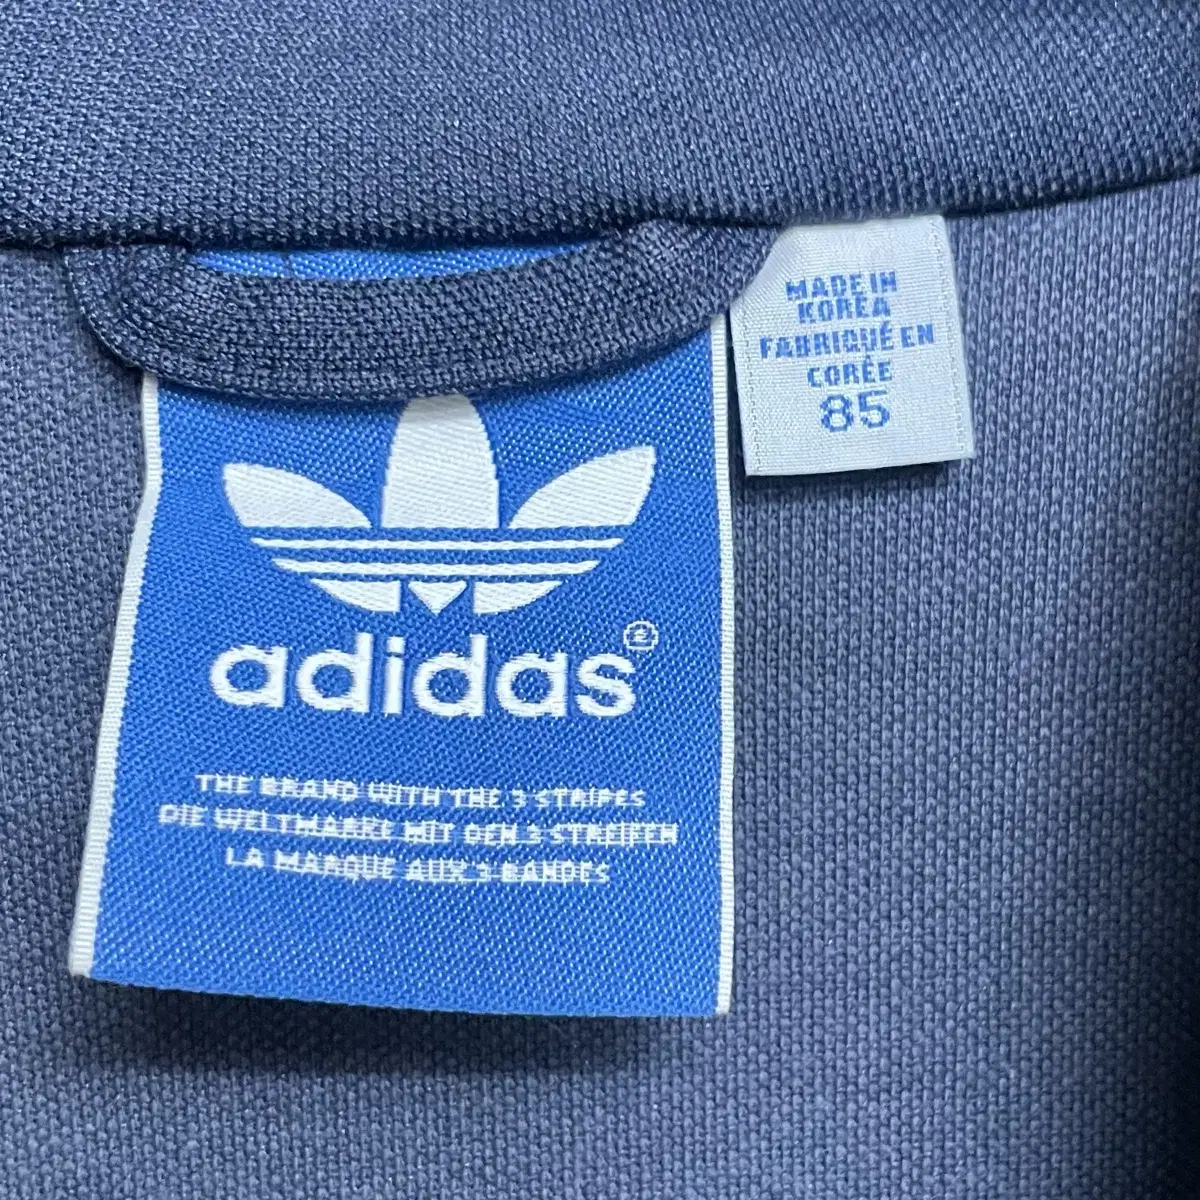 MADE IN
KOREA
FABRIQUÉ EN
CORÉE
85
adidas®
THE BRAND WITH THE 3 STRIPES
DIE WELTMARKE MIT DEN 3 STREIFEN
LA MARQUE AUX 3 BANDES